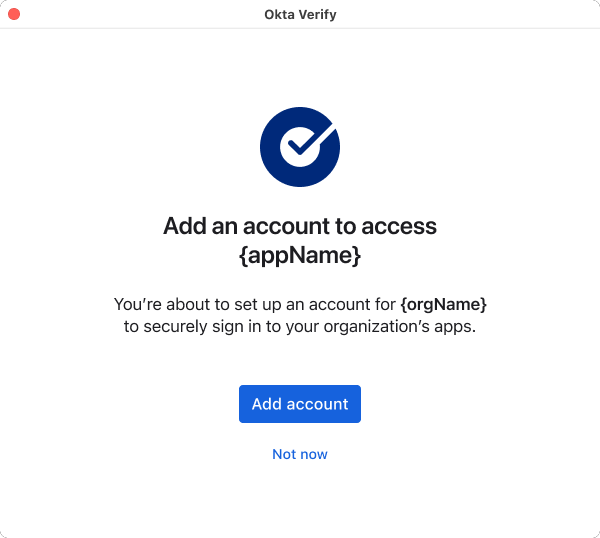 Okta Verify
Add an account to access
{appName}
You’re about to set up an account for {orgName}
to securely sign in to your organization’s apps.
Add account
Not now